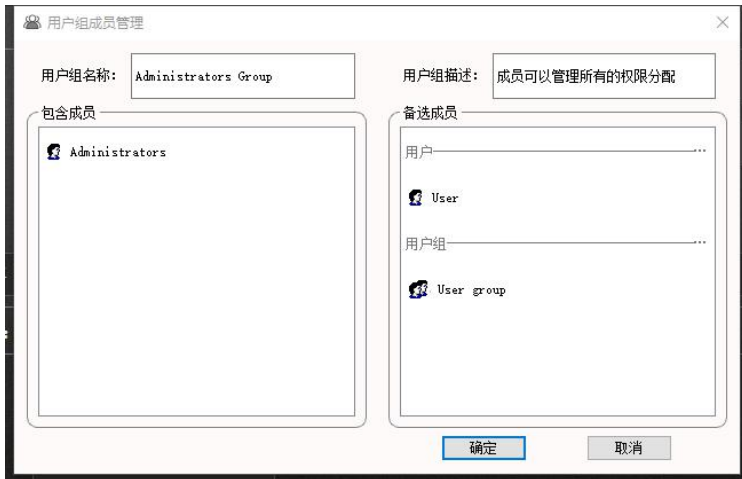 用户组成员管理
用户组名称： Administrators Group 用户组描述： 成员可以管理所有的权限分配
包含成员
Administrators
备选成员
用户
User
用户组
User group
确定 取消